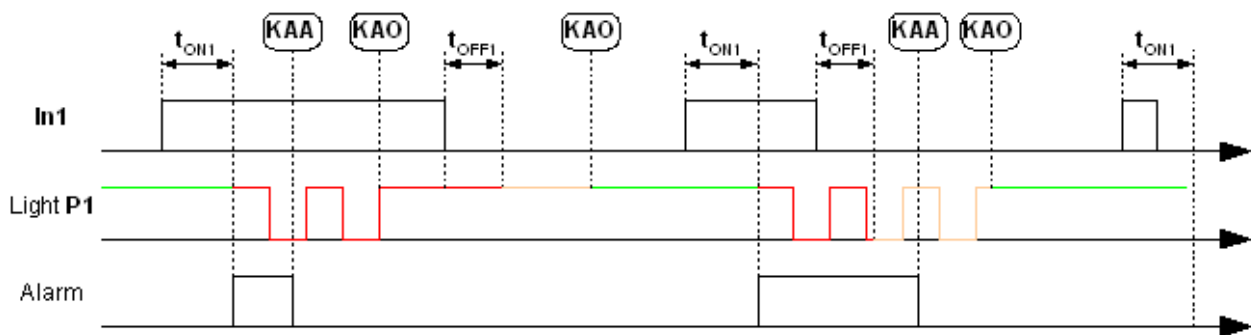 KAA KAO KAO KAA KAO
tON1 tOFF1 tON1 tOFF1 tON1
In1
Light P1
Alarm